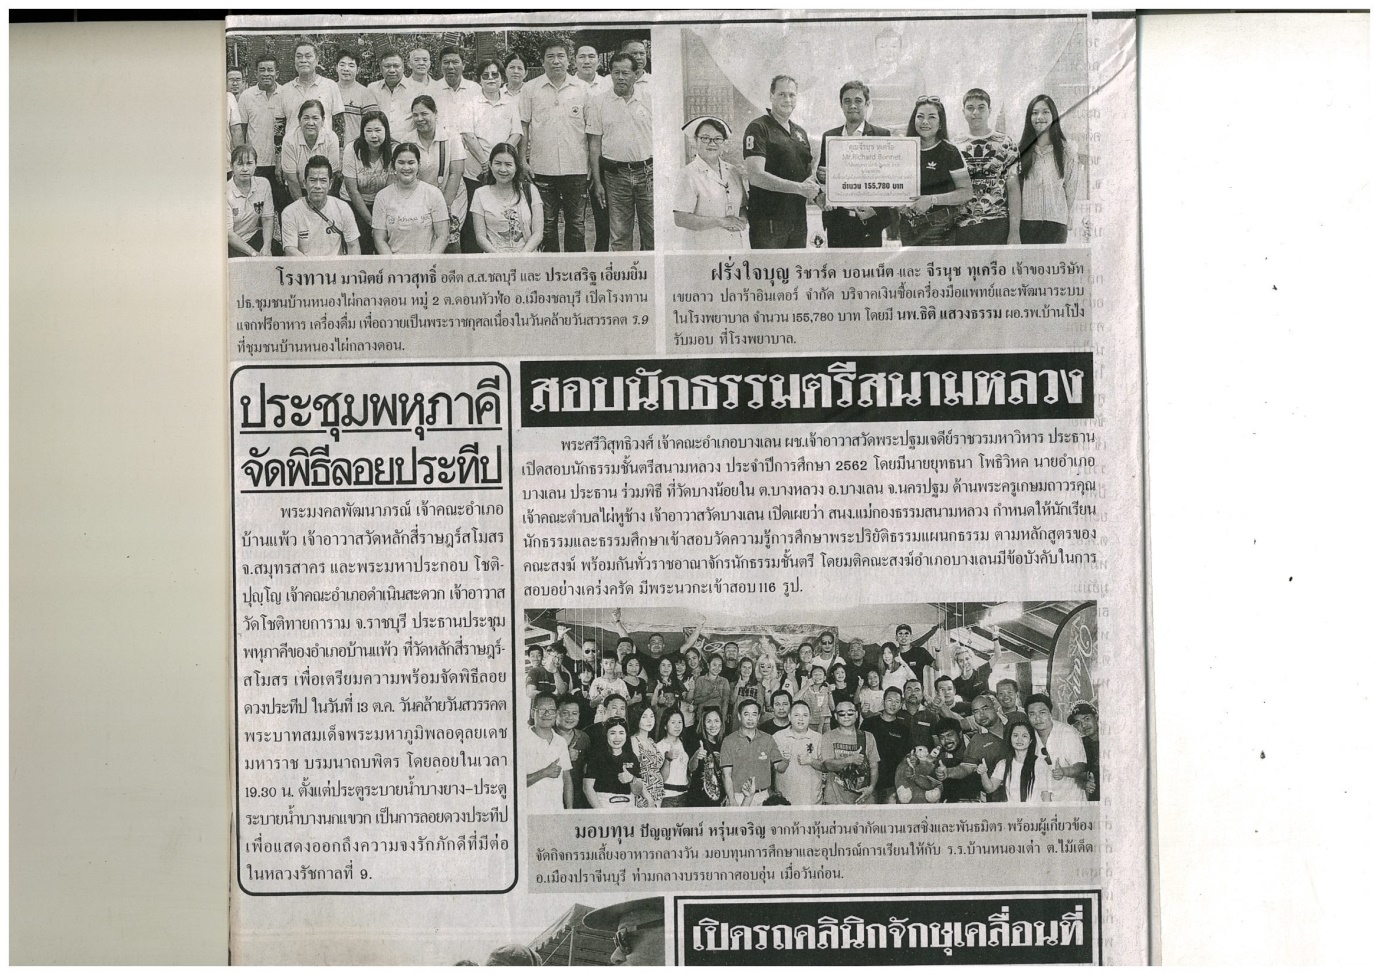 คุณจีรนุช ทุเครือ
Mr.Richard Bonnet
จำนวน 155,780 บาท
โรงทาน มานิตย์ ภาวสุทธิ์ อดีต ส.ส.ชลบุรี และ ประเสริฐ เอี่ยมยิ้ม
ปธ.ชุมชนบ้านหนองไผ่กลางดอน หมู่ 2 ต.ดอนหัวฬ่อ อ.เมืองชลบุรี เปิดโรงทาน
แจกฟรีอาหาร เครื่องดื่ม เพื่อถวายเป็นพระราชกุศลเนื่องในวันคล้ายวันสวรรคต ร.9
ที่ชุมชนบ้านหนองไผ่กลางดอน.
ฝรั่งใจบุญ ริชาร์ด บอนเน็ต และ จีรนุช ทุเครือ เจ้าของบริษัท
เขยลาว ปลาร้าอินเตอร์ จำกัด บริจาคเงินซื้อเครื่องมือแพทย์และพัฒนาระบบ
ในโรงพยาบาล จำนวน 155,780 บาท โดยมี นพ.ธิติ แสวงธรรม ผอ.รพ.บ้านโป่ง
รับมอบ ที่โรงพยาบาล.
ประชุมพหุภาคี
จัดพิธีลอยประทีป
พระมงคลพัฒนาภรณ์ เจ้าคณะอำเภอ
บ้านแพ้ว เจ้าอาวาสวัดหลักสี่ราษฎร์สโมสร
จ.สมุทรสาคร และพระมหาประกอบ โชติ-
ปุญฺโญ เจ้าคณะอำเภอดำเนินสะดวก เจ้าอาวาส
วัดโชติทายการาม จ.ราชบุรี ประธานประชุม
พหุภาคีของอำเภอบ้านแพ้ว ที่วัดหลักสี่ราษฎร์-
สโมสร เพื่อเตรียมความพร้อมจัดพิธีลอย
ดวงประทีป ในวันที่ 13 ต.ค. วันคล้ายวันสวรรคต
พระบาทสมเด็จพระมหาภูมิพลอดุลยเดช
มหาราช บรมนาถบพิตร โดยลอยในเวลา
19.30 น. ตั้งแต่ประตูระบายน้ำบางยาง-ประตู
ระบายน้ำบางนกแขวก เป็นการลอยดวงประทีป
เพื่อแสดงออกถึงความจงรักภักดีที่มีต่อ
ในหลวงรัชกาลที่ 9.
สอบนักธรรมตรีสนามหลวง
พระศรีวิสุทธิวงศ์ เจ้าคณะอำเภอบางเลน ผช.เจ้าอาวาสวัดพระปฐมเจดีย์ราชวรมหาวิหาร ประธาน
เปิดสอบนักธรรมชั้นตรีสนามหลวง ประจำปีการศึกษา 2562 โดยมีนายยุทธนา โพธิวิหค นายอำเภอ
บางเลน ประธาน ร่วมพิธี ที่วัดบางน้อยใน ต.บางหลวง อ.บางเลน จ.นครปฐม ด้านพระครูเกษมถาวรคุณ
เจ้าคณะตำบลไผ่หูช้าง เจ้าอาวาสวัดบางเลน เปิดเผยว่า สนง.แม่กองธรรมสนามหลวง กำหนดให้นักเรียน
นักธรรมและธรรมศึกษาเข้าสอบวัดความรู้การศึกษาพระปริยัติธรรมแผนกธรรม ตามหลักสูตรของ
คณะสงฆ์ พร้อมกันทั่วราชอาณาจักรนักธรรมชั้นตรี โดยมติคณะสงฆ์อำเภอบางเลนมีข้อบังคับในการ
สอบอย่างเคร่งครัด มีพระนวกะเข้าสอบ 116 รูป.
มอบทุน ปัญญพัฒน์ หรุ่นเจริญ จากห้างหุ้นส่วนจำกัดแวนเรสซิ่งและพันธมิตร พร้อมผู้เกี่ยวข้อง
จัดกิจกรรมเลี้ยงอาหารกลางวัน มอบทุนการศึกษาและอุปกรณ์การเรียนให้กับ ร.ร.บ้านหนองเต่า ต.ไม้เค็ด
อ.เมืองปราจีนบุรี ท่ามกลางบรรยากาศอบอุ่น เมื่อวันก่อน.
เปิดรถคลินิกจักษุเคลื่อนที่